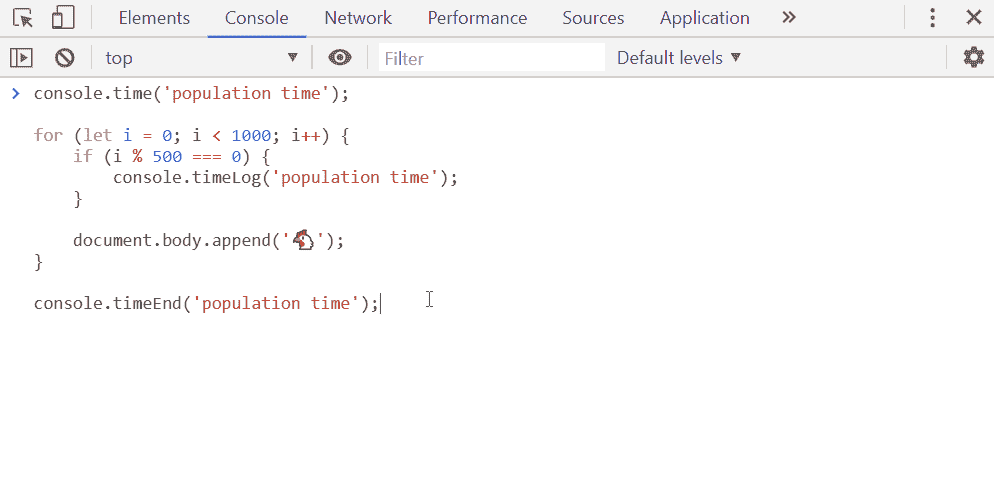 Elements Console Network Performance Sources Application »
top ▼ Filter Default levels ▼
> console.time('population time');
for (let i = 0; i < 1000; i++) {
    if (i % 500 === 0) {
        console.timeLog('population time');
    }
    document.body.append('🐔');
}
console.timeEnd('population time');